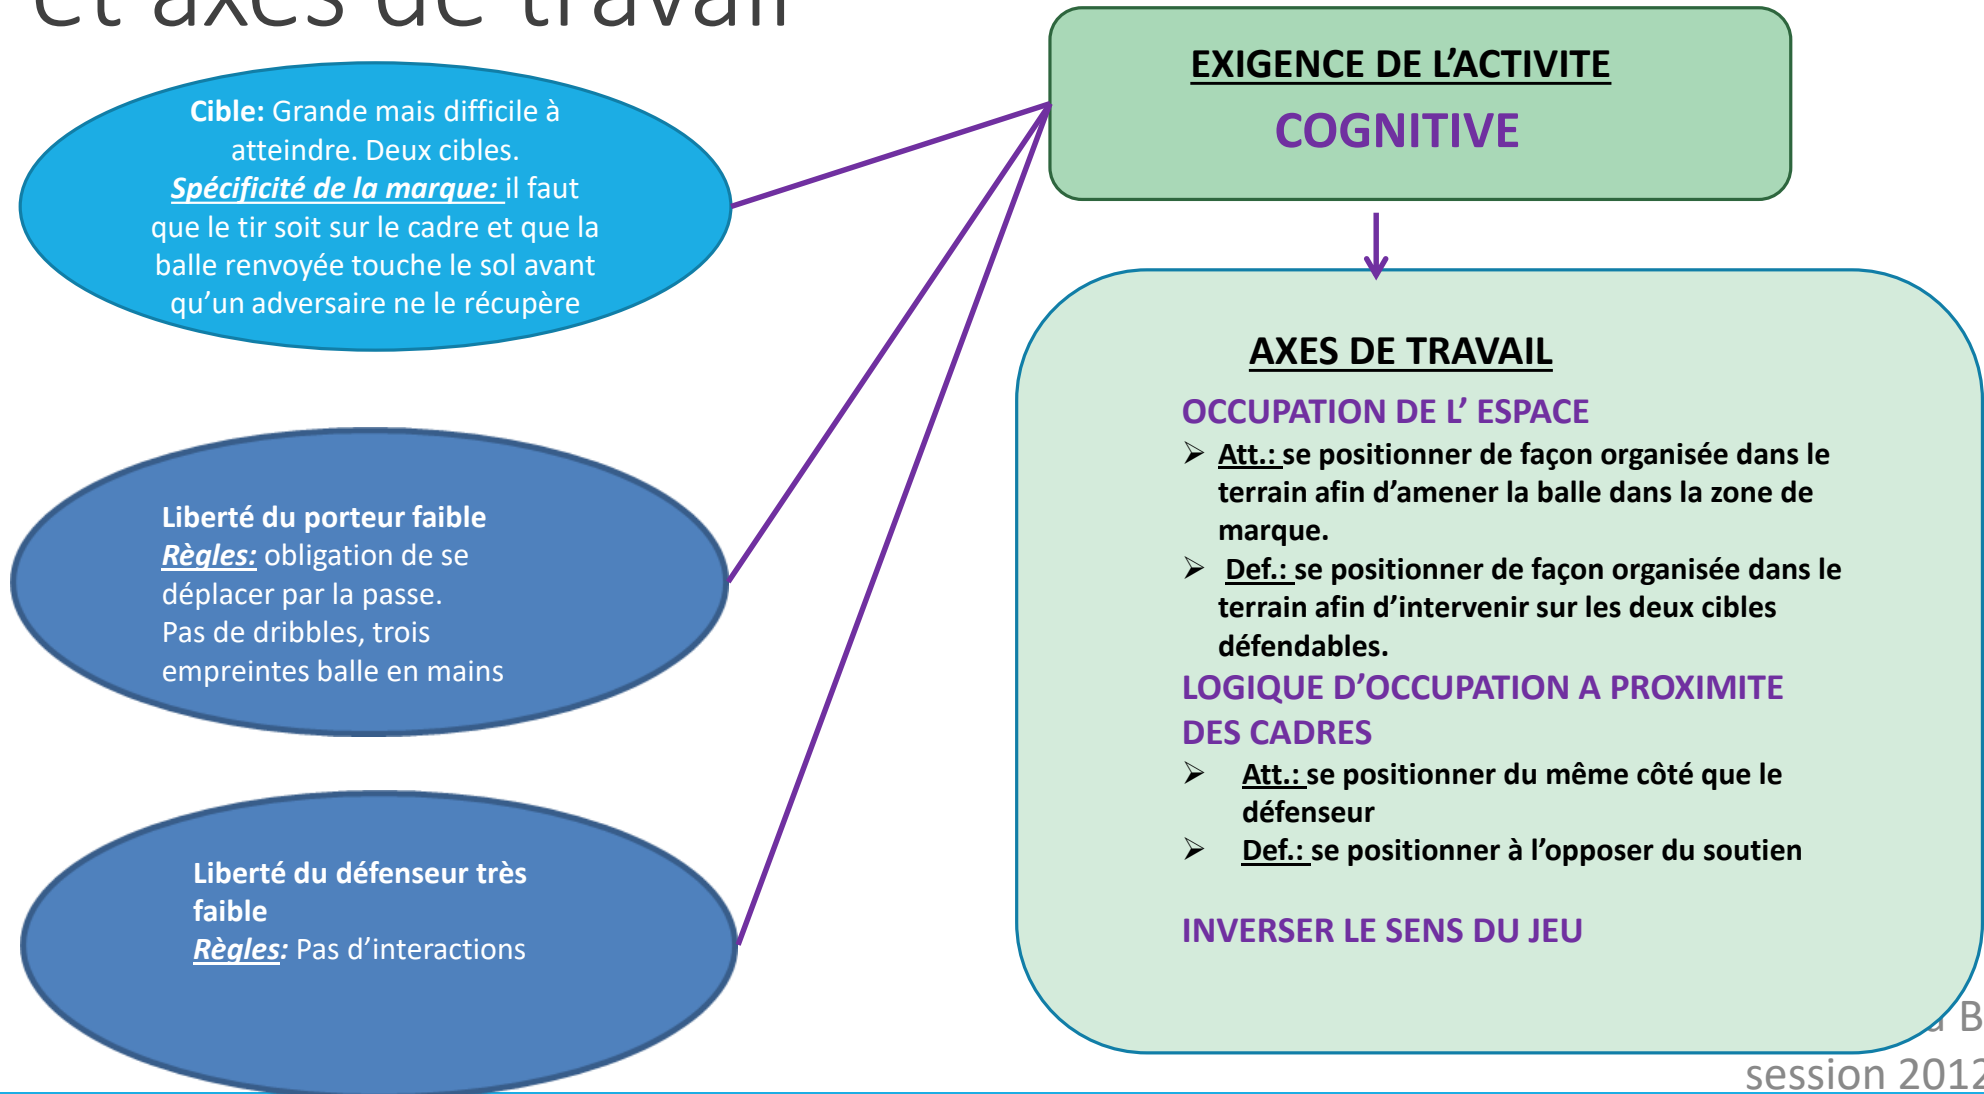 et axes de travail
Cible: Grande mais difficile à
atteindre. Deux cibles.
Spécificité de la marque: il faut
que le tir soit sur le cadre et que la
balle renvoyée touche le sol avant
qu’un adversaire ne le récupère
Liberté du porteur faible
Règles: obligation de se
déplacer par la passe.
Pas de dribbles, trois
empreintes balle en mains
Liberté du défenseur très
faible
Règles: Pas d’interactions
EXIGENCE DE L’ACTIVITE
COGNITIVE
AXES DE TRAVAIL
OCCUPATION DE L’ ESPACE
➢ Att.: se positionner de façon organisée dans le
terrain afin d’amener la balle dans la zone de
marque.
➢ Def.: se positionner de façon organisée dans le
terrain afin d’intervenir sur les deux cibles
défendables.
LOGIQUE D’OCCUPATION A PROXIMITE
DES CADRES
➢ Att.: se positionner du même côté que le
défenseur
➢ Def.: se positionner à l’opposer du soutien
INVERSER LE SENS DU JEU
B
session 2012